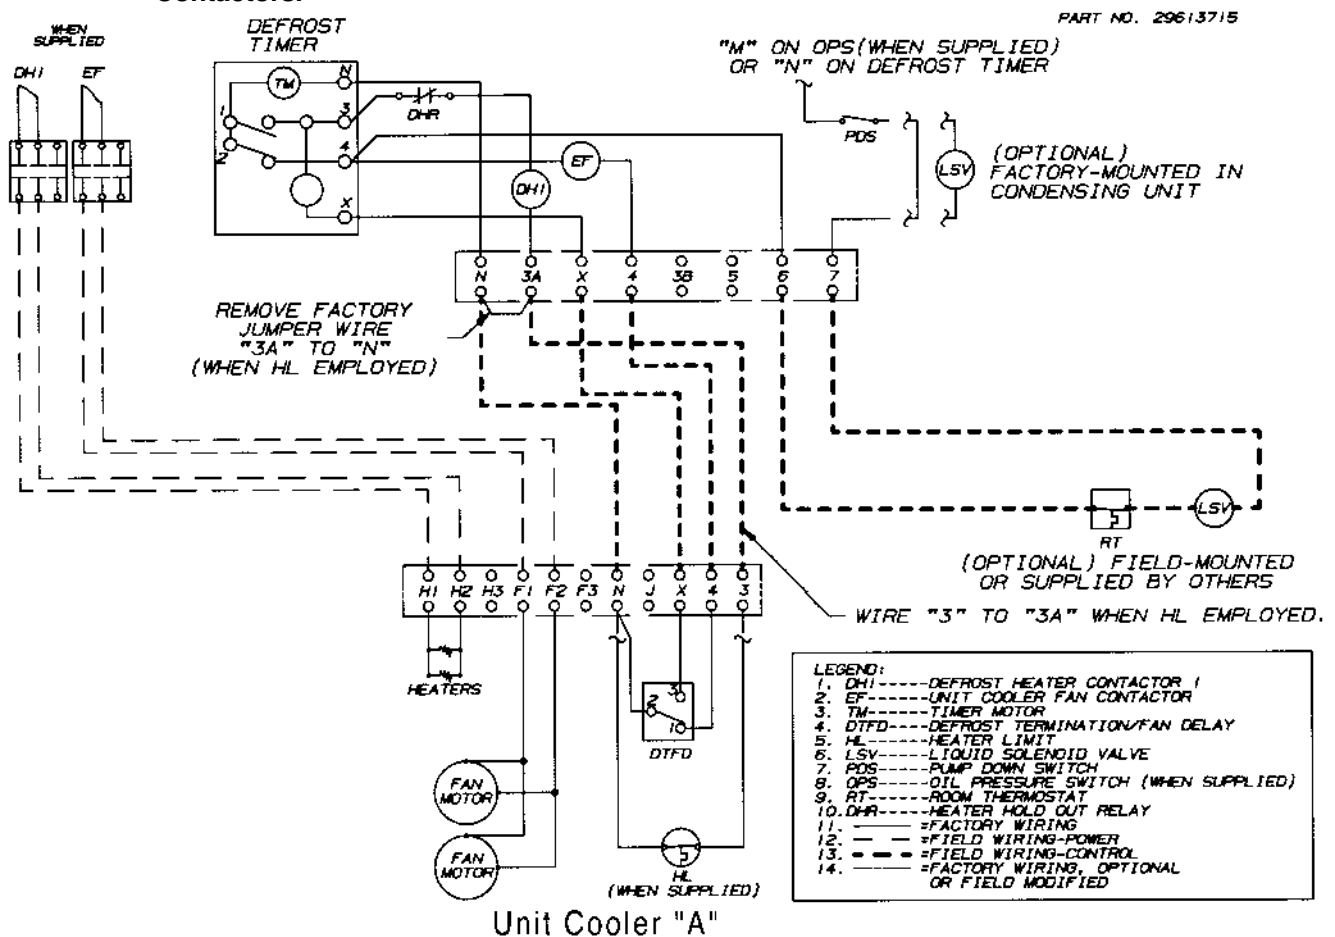 Contactors.
PART NO. 29613715
WHEN
SUPPLIED
DH1 EF
DEFROST
TIMER
TM N
1 3
2 4
X
DHR
EF
DH1
"M" ON OPS(WHEN SUPPLIED)
OR "N" ON DEFROST TIMER
PDS
LSV
(OPTIONAL)
FACTORY-MOUNTED IN
CONDENSING UNIT
N 3A X 4 3B 5 6 7
REMOVE FACTORY
JUMPER WIRE
"3A" TO "N"
(WHEN HL EMPLOYED)
LSV
RT
(OPTIONAL) FIELD-MOUNTED
OR SUPPLIED BY OTHERS
H1 H2 H3 F1 F2 F3 N J X 4 3
WIRE "3" TO "3A" WHEN HL EMPLOYED.
HEATERS
3
2
1
DTFD
FAN
MOTOR
FAN
MOTOR
HL
(WHEN SUPPLIED)
LEGEND:
1. DH1-----DEFROST HEATER CONTACTOR 1
2. EF------UNIT COOLER FAN CONTACTOR
3. TM------TIMER MOTOR
4. DTFD----DEFROST TERMINATION/FAN DELAY
5. HL------HEATER LIMIT
6. LSV-----LIQUID SOLENOID VALVE
7. PDS-----PUMP DOWN SWITCH
8. OPS-----OIL PRESSURE SWITCH (WHEN SUPPLIED)
9. RT------ROOM THERMOSTAT
10. DHR----HEATER HOLD OUT RELAY
11. =FACTORY WIRING
12. =FIELD WIRING-POWER
13. =FIELD WIRING-CONTROL
14. =FACTORY WIRING, OPTIONAL
OR FIELD MODIFIED
Unit Cooler "A"